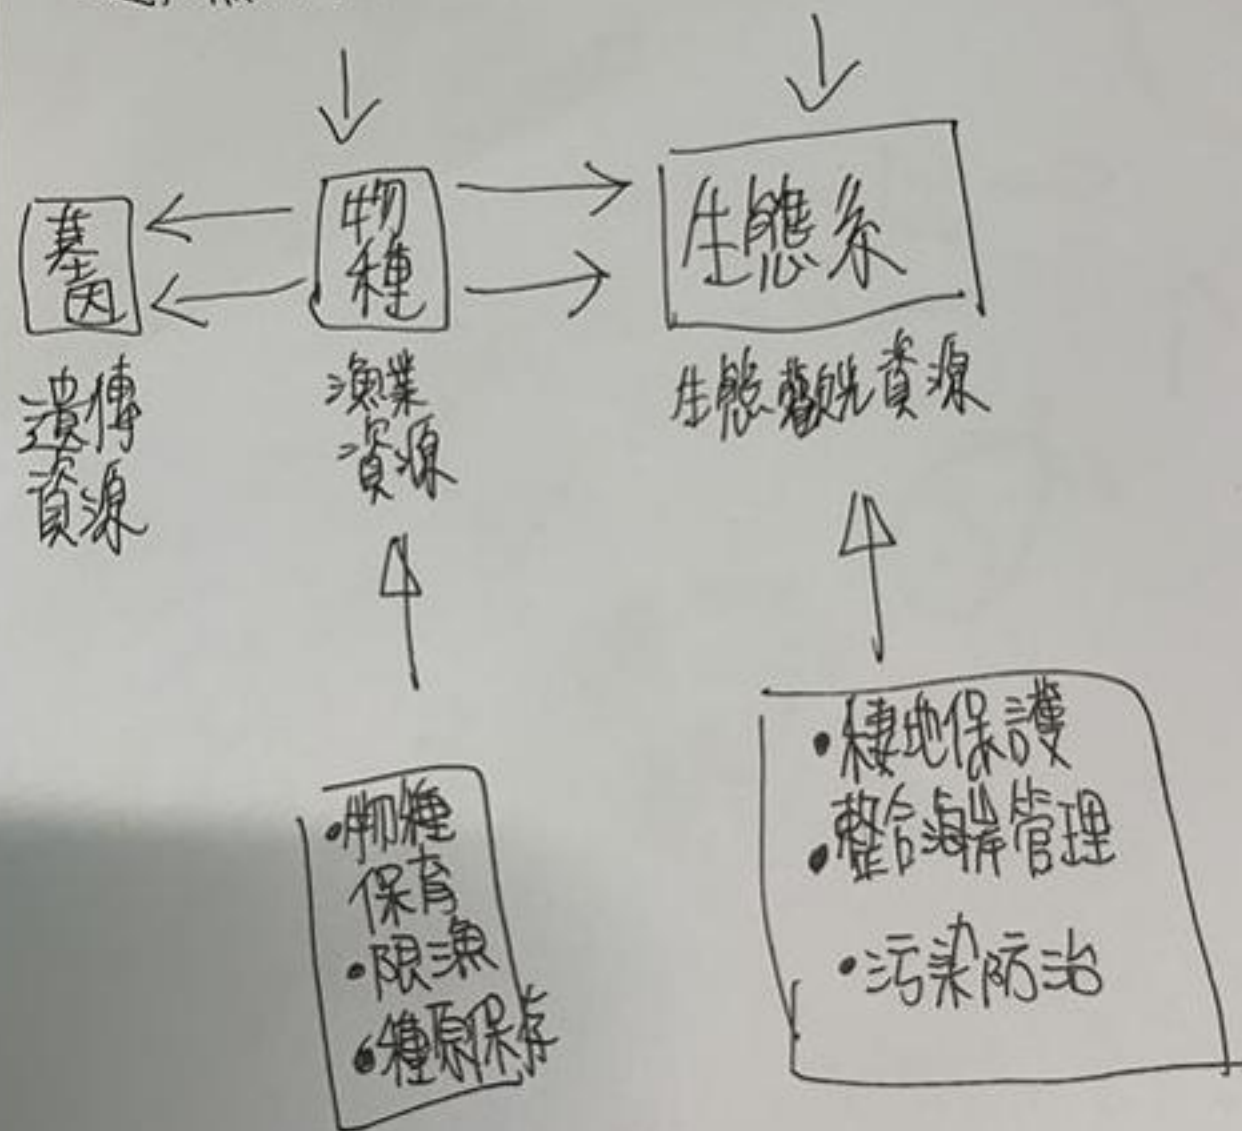 基因
物種
生態系
遺傳資源
漁業資源
生態觀光資源
•物種
保育
•限漁
•種原保存
•棲地保護
•整合海岸管理
•污染防治